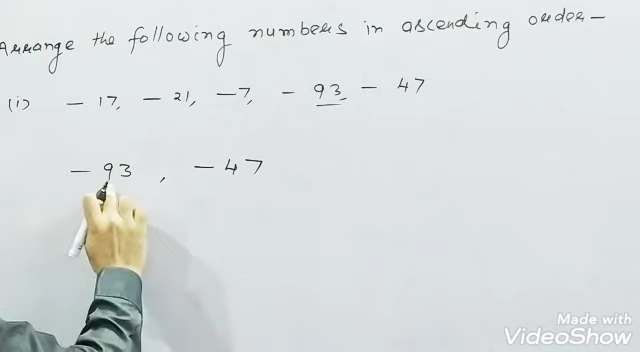 Arrange the following numbers in ascending order-
(i) - 17, - 21, -7, - 93, - 47
- 93 , - 47
Made with
VideoShow